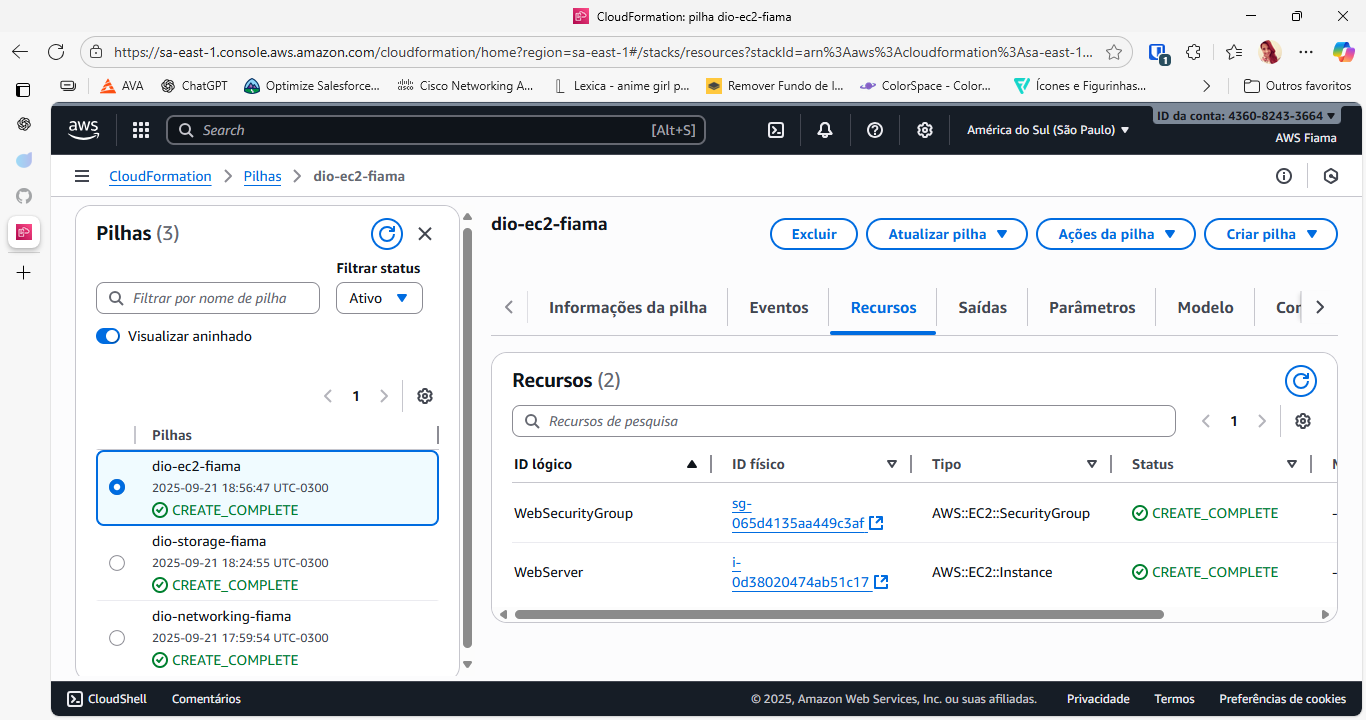 CloudFormation: pilha dio-ec2-fiama
https://sa-east-1.console.aws.amazon.com/cloudformation/home?region=sa-east-1#/stacks/resources?stackId=arn%3Aaws%3Acloudformation%3Asa-east-1...
1
AVA ChatGPT Optimize Salesforce... Cisco Networking A... Lexica - anime girl p... Remover Fundo de I... ColorSpace - Color... Ícones e Figurinhas... Outros favoritos
aws Search [Alt+S] América do Sul (São Paulo) ID da conta: 4360-8243-3664
AWS Fiama
CloudFormation Pilhas dio-ec2-fiama
Pilhas (3)
Filtrar status
Filtrar por nome de pilha Ativo
Visualizar aninhado
1
Pilhas
dio-ec2-fiama
2025-09-21 18:56:47 UTC-0300
CREATE_COMPLETE
dio-storage-fiama
2025-09-21 18:24:55 UTC-0300
CREATE_COMPLETE
dio-networking-fiama
2025-09-21 17:59:54 UTC-0300
CREATE_COMPLETE
dio-ec2-fiama
Excluir Atualizar pilha Ações da pilha Criar pilha
Informações da pilha Eventos Recursos Saídas Parâmetros Modelo
Recursos (2)
Recursos de pesquisa 1
ID lógico ID físico Tipo Status
WebSecurityGroup sg-065d4135aa449c3af AWS::EC2::SecurityGroup CREATE_COMPLETE -
WebServer i-0d38020474ab51c17 AWS::EC2::Instance CREATE_COMPLETE -
CloudShell Comentários © 2025, Amazon Web Services, Inc. ou suas afiliadas. Privacidade Termos Preferências de cookies